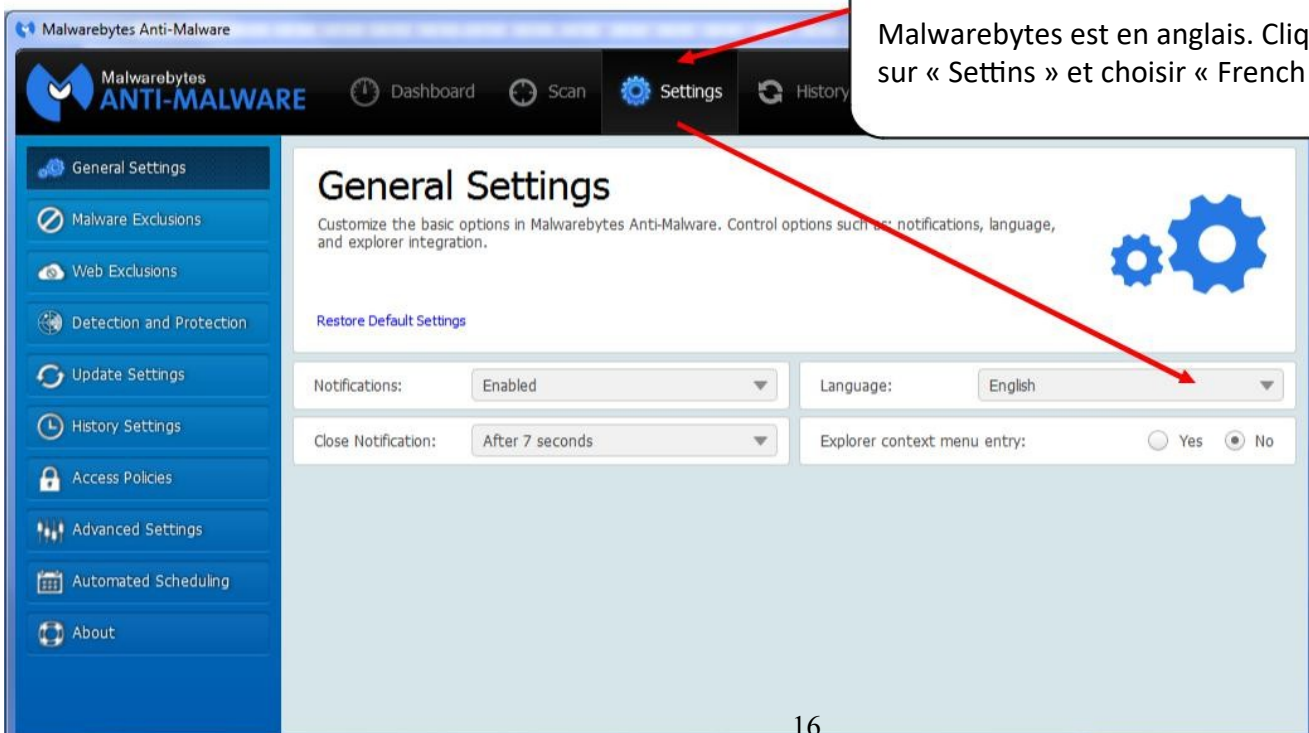 Malwarebytes Anti-Malware
Malwarebytes est en anglais. Cliq
sur « Settins » et choisir « French
Malwarebytes
ANTI-MALWARE
Dashboard
Scan
Settings
History
General Settings
Malware Exclusions
Web Exclusions
Detection and Protection
Update Settings
History Settings
Access Policies
Advanced Settings
Automated Scheduling
About
General Settings
Customize the basic options in Malwarebytes Anti-Malware. Control options such as: notifications, language,
and explorer integration.
Restore Default Settings
Notifications: Enabled
Language: English
Close Notification: After 7 seconds
Explorer context menu entry: Yes No
16